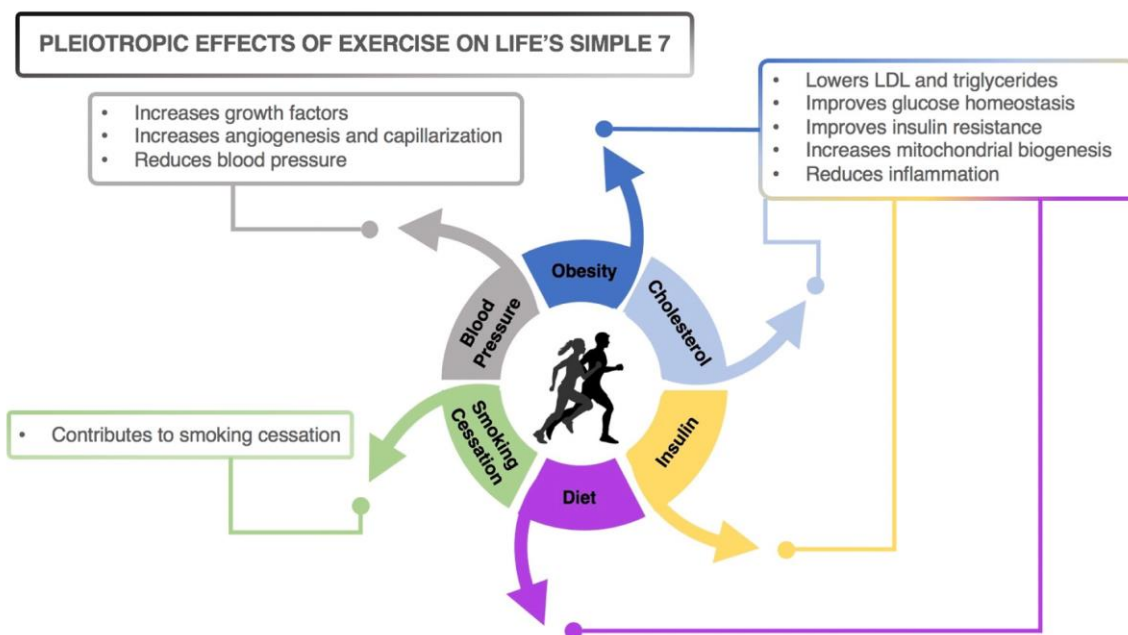 PLEIOTROPIC EFFECTS OF EXERCISE ON LIFE'S SIMPLE 7
• Increases growth factors
• Increases angiogenesis and capillarization
• Reduces blood pressure
• Lowers LDL and triglycerides
• Improves glucose homeostasis
• Improves insulin resistance
• Increases mitochondrial biogenesis
• Reduces inflammation
Obesity
Cholesterol
Blood
Pressure
• Contributes to smoking cessation
Smoking
Cessation
Insulin
Diet